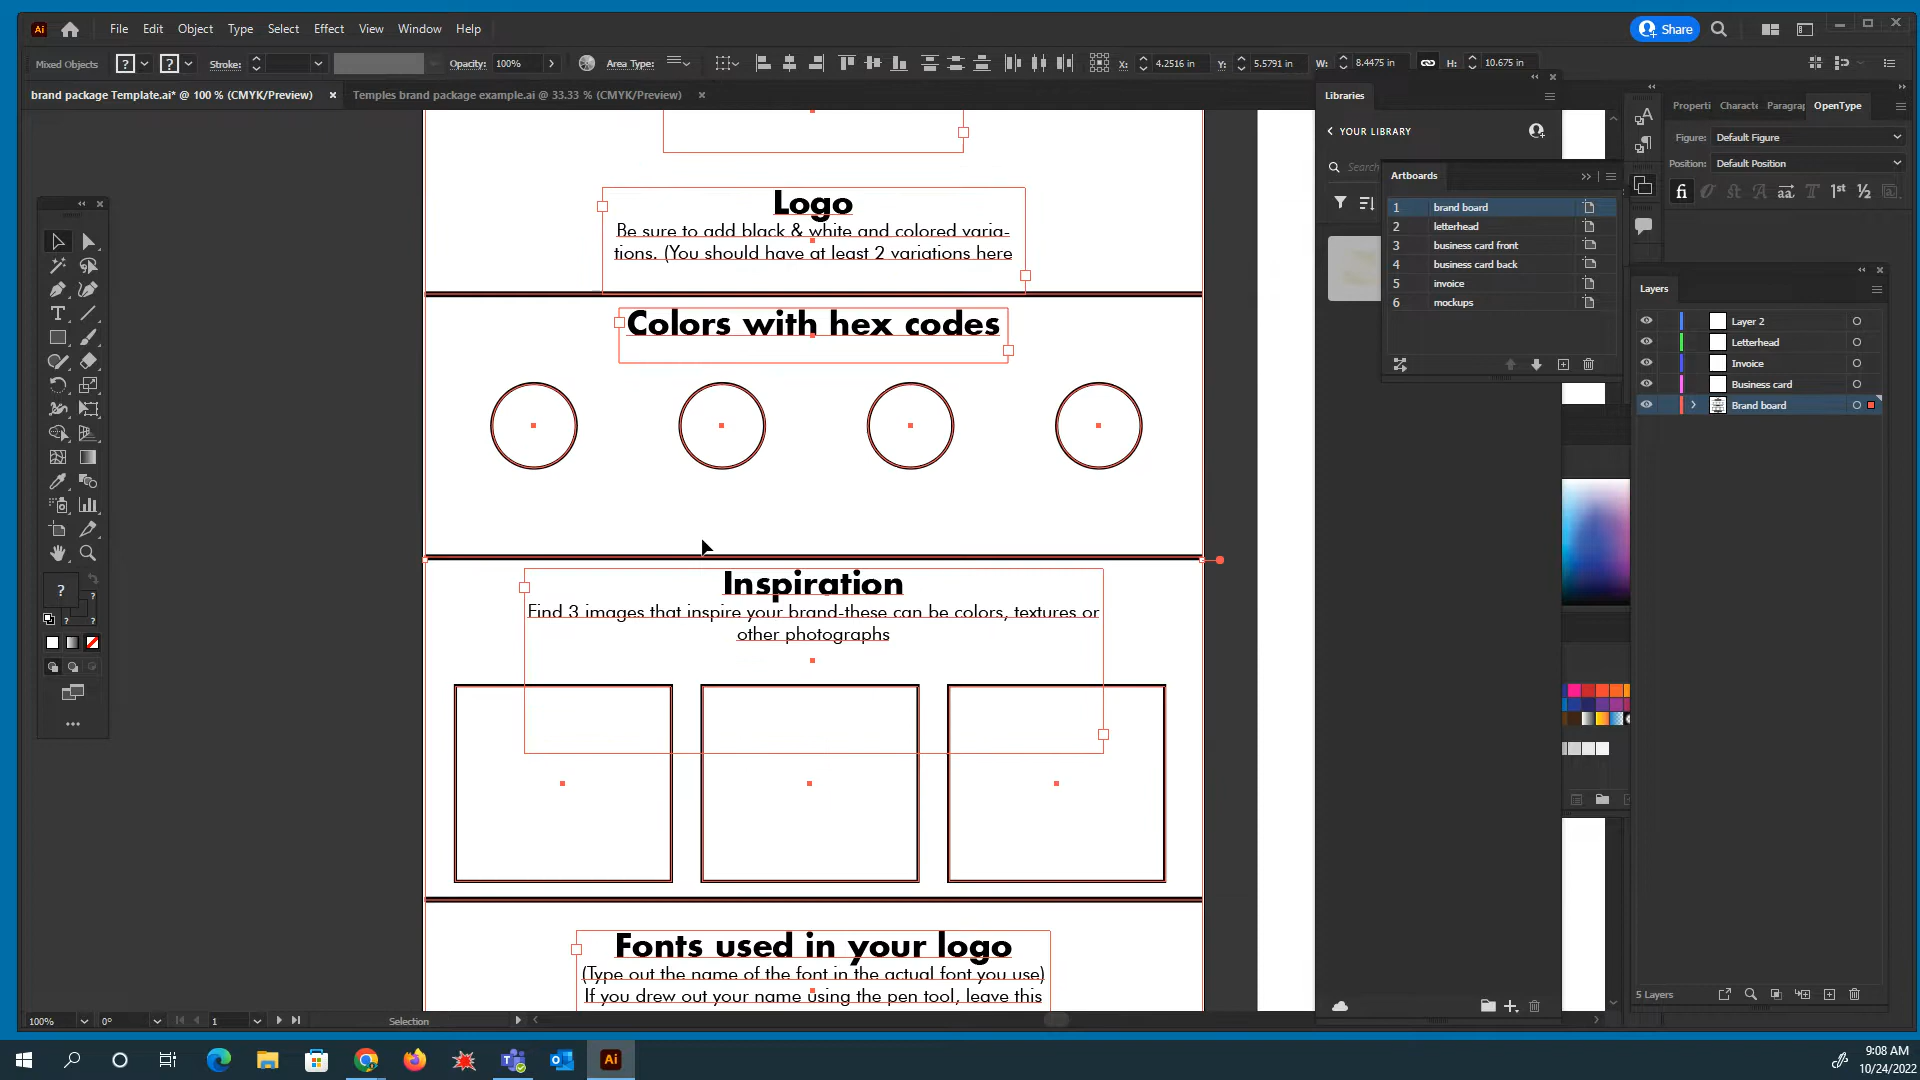 Ai File Edit Object Type Select Effect View Window Help Share
Mixed Objects ? ? Stroke: Opacity: 100% Area Type: X: 4.2516 in Y: 5.5791 in W: 8.4475 in H: 10.675 in
brand package Template.ai* @ 100 % (CMYK/Preview) × Temples brand package example.ai @ 33.33 % (CMYK/Preview) ×
Logo
Be sure to add black & white and colored varia-
tions. (You should have at least 2 variations here
Colors with hex codes
Inspiration
Find 3 images that inspire your brand-these can be colors, textures or
other photographs
Fonts used in your logo
(Type out the name of the font in the actual font you use)
If you drew out your name using the pen tool, leave this
Libraries
YOUR LIBRARY
Search
Artboards
1 brand board
2 letterhead
3 business card front
4 business card back
5 invoice
6 mockups
Properti Characte Paragrap OpenType
Figure: Default Figure
Position: Default Position
fi 1st ½
Layers
Layer 2
Letterhead
Invoice
Business card
Brand board
5 Layers
100% 0° 1 Selection
9:08 AM
10/24/2022